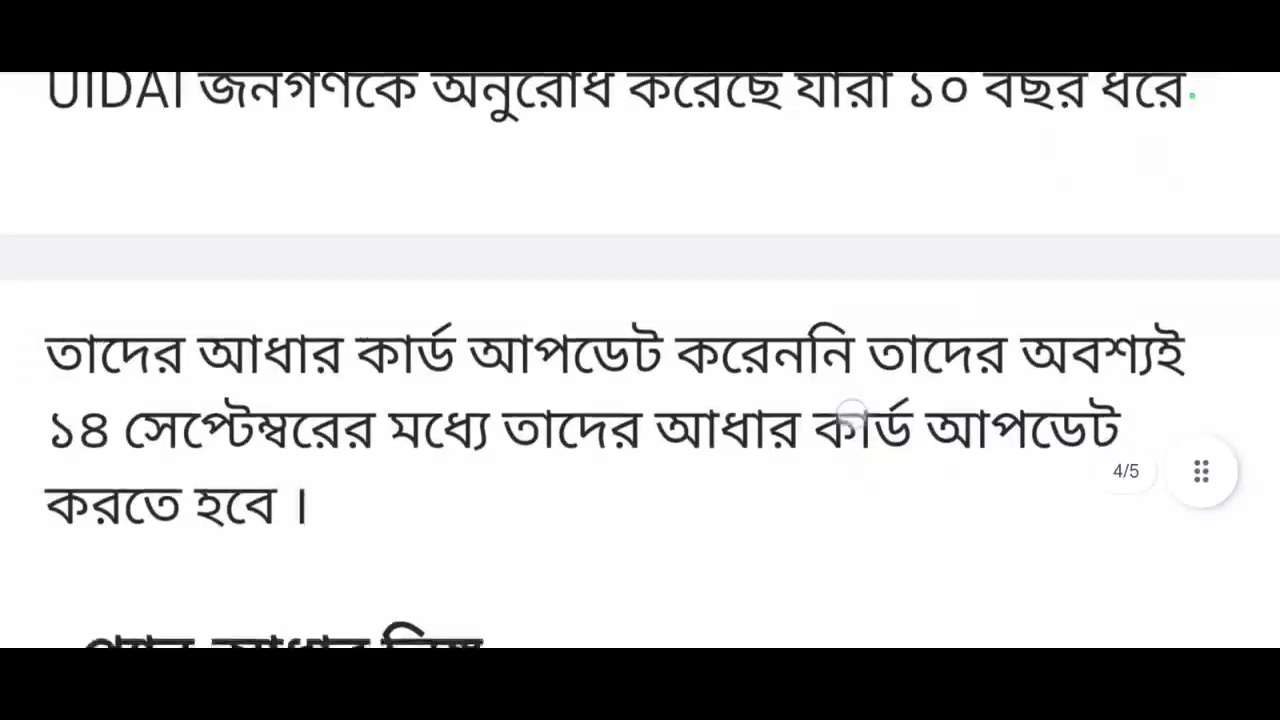 UIDAI জনগণকে অনুরোধ করেছে যারা ১০ বছর ধরে
তাদের আধার কার্ড আপডেট করেননি তাদের অবশ্যই
১৪ সেপ্টেম্বরের মধ্যে তাদের আধার কার্ড আপডেট
4/5
করতে হবে ।